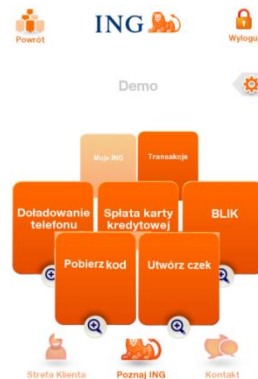 ING
Powrót
Wyloguj
Demo
Moje ING
Transakcje
Doładowanie
telefonu
Spłata karty
kredytowej
BLIK
Pobierz kod
Utwórz czek
Strefa Klienta
Poznaj ING
Kontakt